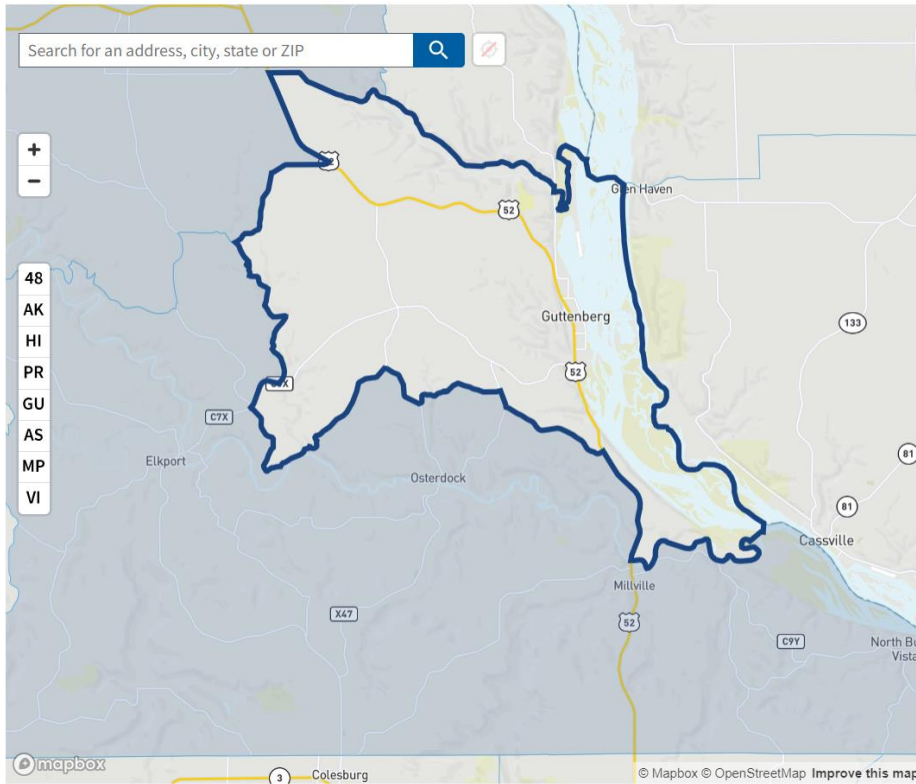 Search for an address, city, state or ZIP
+
−
52
Glen Haven
48
AK
HI
PR
GU
AS
MP
VI
Guttenberg
133
52
C7X
Elkport
Osterdock
81
81
Cassville
Millville
X47
52
C9Y
North Bu
Vista
mapbox
3
Colesburg
© Mapbox © OpenStreetMap Improve this map